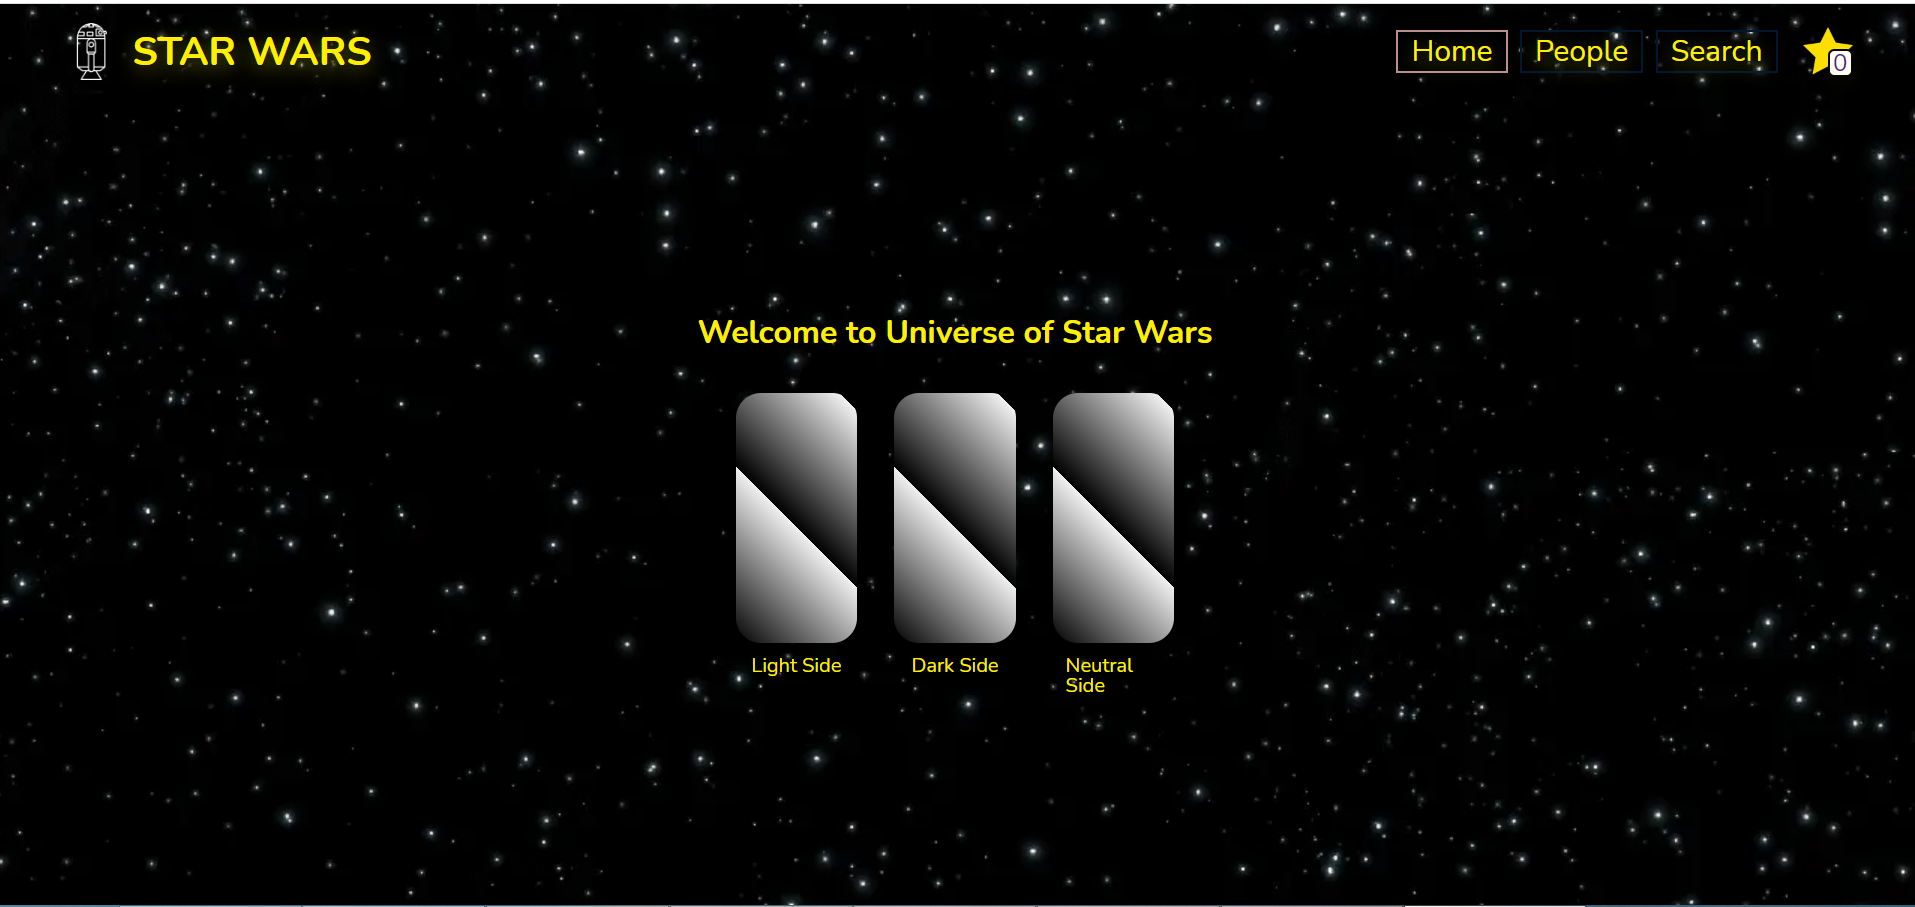 STAR WARS
Home
People
Search
0
Welcome to Universe of Star Wars
Light Side
Dark Side
Neutral
Side